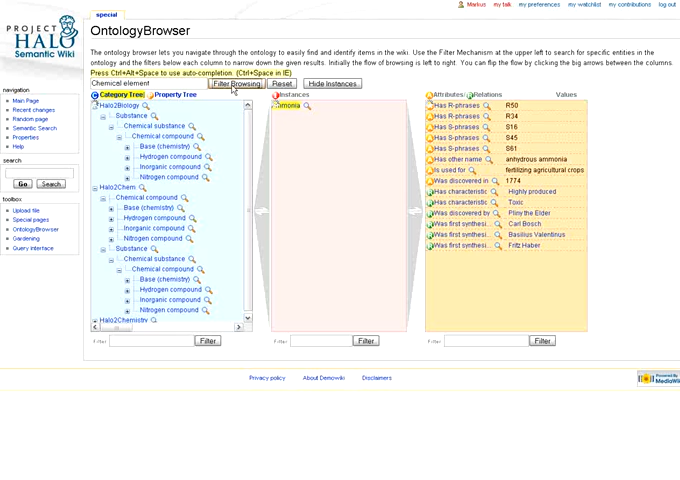 Markus my talk my preferences my watchlist my contributions log out
PROJECT
HALO
Semantic Wiki
special
OntologyBrowser
The ontology browser lets you navigate through the ontology to easily find and identify items in the wiki. Use the Filter Mechanism at the upper left to search for specific entities in
the ontology and the filters below each column to narrow down the given results. Initially the flow of browsing is left to right. You can flip the flow by clicking the big arrows between the columns.
Press Ctrl+Alt+Space to use auto-completion. (Ctrl+Space in IE)
Chemical element Filter Browsing Reset Hide Instances
Category Tree Property Tree
Halo2Biology
Substance
Chemical substance
Chemical compound
Base (chemistry)
Hydrogen compound
Inorganic compound
Nitrogen compound
Halo2Chem
Chemical compound
Base (chemistry)
Hydrogen compound
Inorganic compound
Nitrogen compound
Substance
Chemical substance
Chemical compound
Base (chemistry)
Hydrogen compound
Inorganic compound
Nitrogen compound
Halo2Chemistry
Filter Filter
Instances
monia
Filter Filter
Attributes/ Relations Values
Has R-phrases R50
Has R-phrases R34
Has S-phrases S16
Has S-phrases S45
Has S-phrases S61
Has other name anhydrous ammonia
Is used for fertilizing agricultural crops
Was discovered in 1774
Has characteristic Highly produced
Has characteristic Toxic
Was discovered by Pliny the Elder
Was first synthesi... Carl Bosch
Was first synthesi... Basilius Valentinus
Was first synthesi... Fritz Haber
Filter Filter
navigation
Main Page
Recent changes
Random page
Semantic Search
Properties
Help
search
Go Search
toolbox
Upload file
Special pages
OntologyBrowser
Gardening
Query Interface
Privacy policy About Demowiki Disclaimers
Powered By
MediaWiki